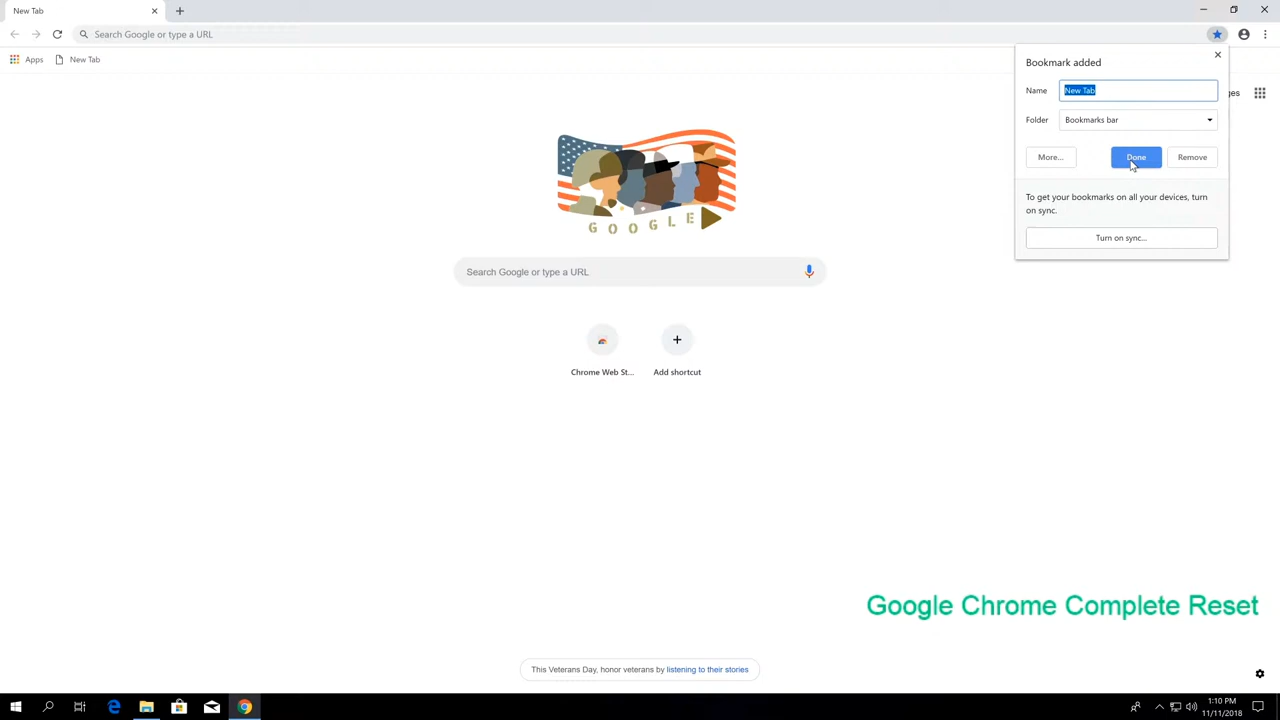 New Tab
Search Google or type a URL
Apps
New Tab
Bookmark added
Name
New Tab
Folder
Bookmarks bar
More...
Done
Remove
To get your bookmarks on all your devices, turn
on sync.
Turn on sync...
GOOGLE
Search Google or type a URL
Chrome Web St...
Add shortcut
Google Chrome Complete Reset
This Veterans Day, honor veterans by listening to their stories
1:10 PM
11/11/2018